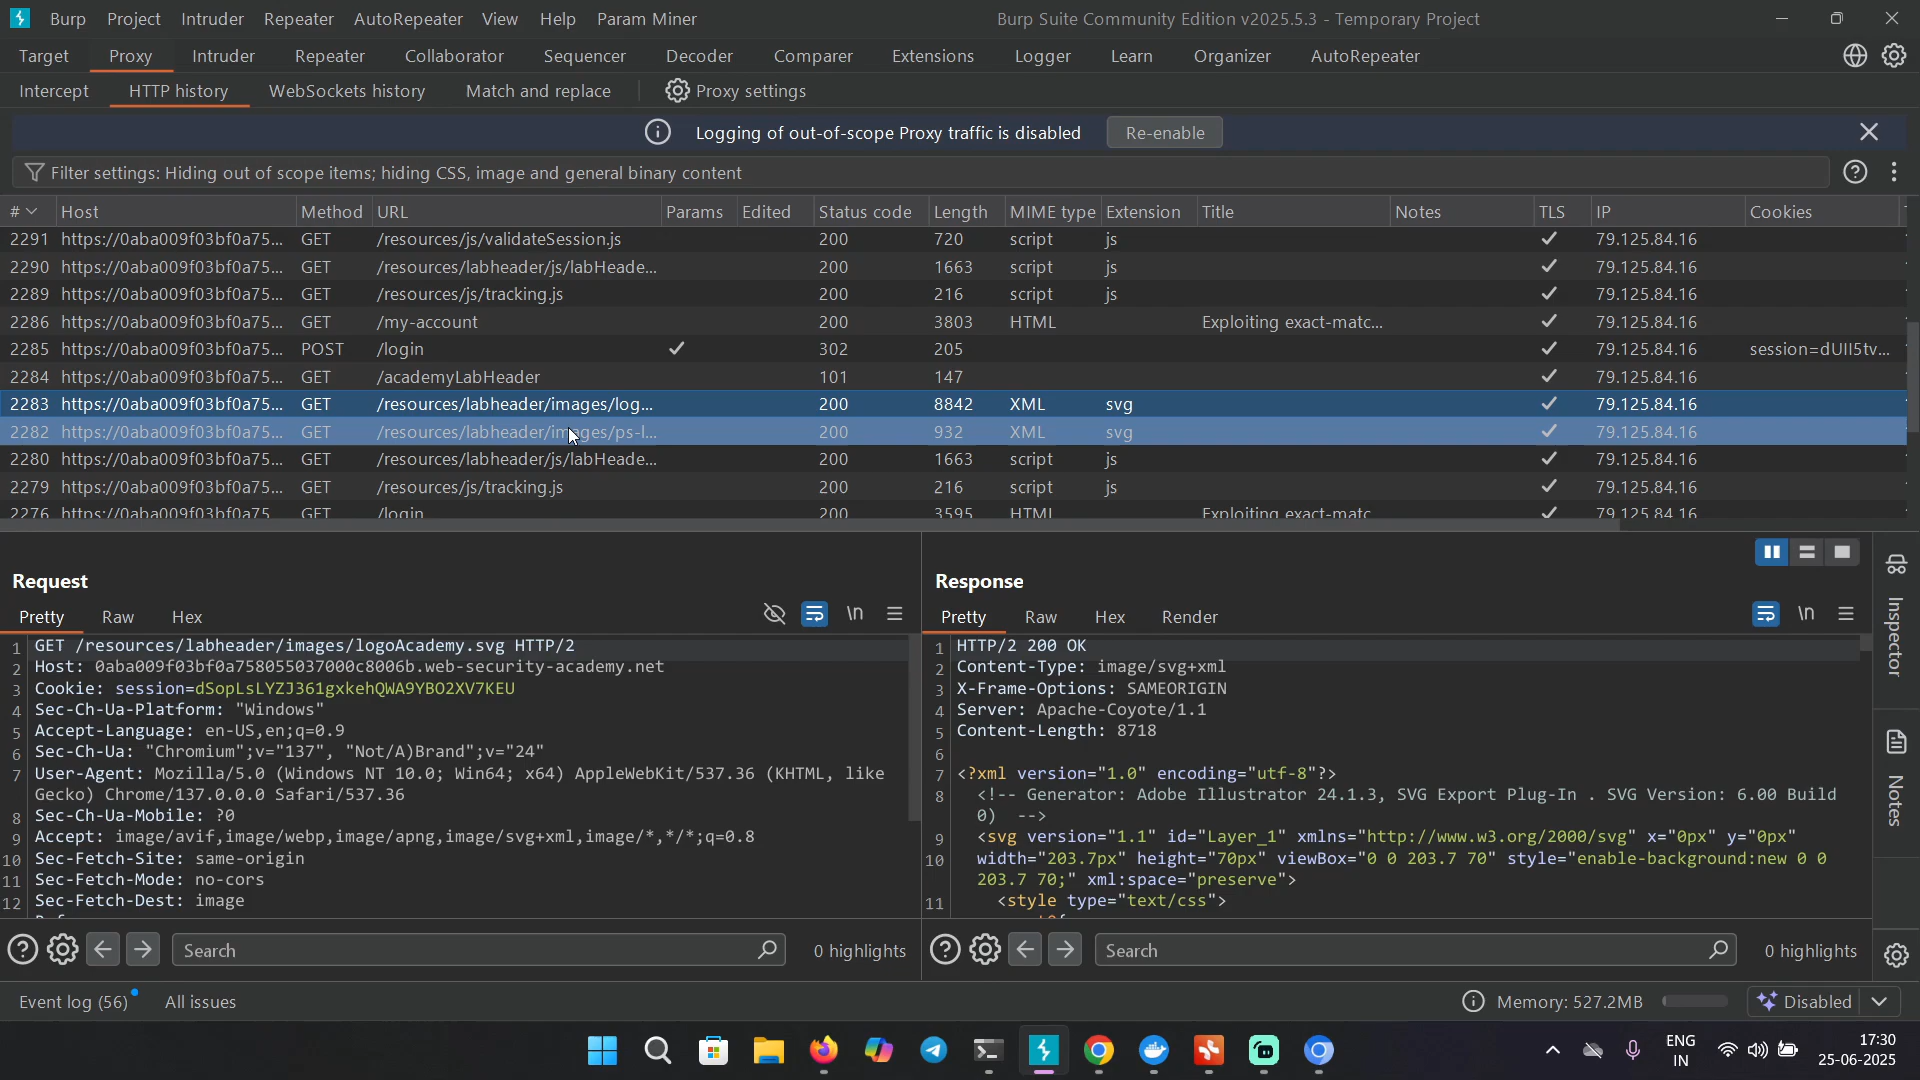 Burp Project Intruder Repeater AutoRepeater View Help Param Miner Burp Suite Community Edition v2025.5.3 - Temporary Project
Target Proxy Intruder Repeater Collaborator Sequencer Decoder Comparer Extensions Logger Learn Organizer AutoRepeater
Intercept HTTP history WebSockets history Match and replace Proxy settings
Logging of out-of-scope Proxy traffic is disabled Re-enable
Filter settings: Hiding out of scope items; hiding CSS, image and general binary content
# Host Method URL Params Edited Status code Length MIME type Extension Title Notes TLS IP Cookies
2291 https://0aba009f03bf0a75... GET /resources/js/validateSession.js 200 720 script js 79.125.84.16
2290 https://0aba009f03bf0a75... GET /resources/labheader/js/labHeade... 200 1663 script js 79.125.84.16
2289 https://0aba009f03bf0a75... GET /resources/js/tracking.js 200 216 script js 79.125.84.16
2286 https://0aba009f03bf0a75... GET /my-account 200 3803 HTML Exploiting exact-matc... 79.125.84.16
2285 https://0aba009f03bf0a75... POST /login 302 205 79.125.84.16 session=dUII5tv...
2284 https://0aba009f03bf0a75... GET /academyLabHeader 101 147 79.125.84.16
2283 https://0aba009f03bf0a75... GET /resources/labheader/images/log... 200 8842 XML svg 79.125.84.16
2282 https://0aba009f03bf0a75... GET /resources/labheader/images/ps-l... 200 932 XML svg 79.125.84.16
2280 https://0aba009f03bf0a75... GET /resources/labheader/js/labHeade... 200 1663 script js 79.125.84.16
2279 https://0aba009f03bf0a75... GET /resources/js/tracking.js 200 216 script js 79.125.84.16
2276 https://0aba009f03bf0a75 GET /login 200 3595 HTML Exploiting exact-matc 79.125.84.16
Request
Pretty Raw Hex \n
1 GET /resources/labheader/images/logoAcademy.svg HTTP/2
2 Host: 0aba009f03bf0a758055037000c8006b.web-security-academy.net
3 Cookie: session=dSopLsLYZJ361gxkehQWA9YBO2XV7KEU
4 Sec-Ch-Ua-Platform: "Windows"
5 Accept-Language: en-US,en;q=0.9
6 Sec-Ch-Ua: "Chromium";v="137", "Not/A)Brand";v="24"
7 User-Agent: Mozilla/5.0 (Windows NT 10.0; Win64; x64) AppleWebKit/537.36 (KHTML, like
Gecko) Chrome/137.0.0.0 Safari/537.36
8 Sec-Ch-Ua-Mobile: ?0
9 Accept: image/avif,image/webp,image/apng,image/svg+xml,image/*,*/*;q=0.8
10 Sec-Fetch-Site: same-origin
11 Sec-Fetch-Mode: no-cors
12 Sec-Fetch-Dest: image
Search 0 highlights
Response
Pretty Raw Hex Render \n
1 HTTP/2 200 OK
2 Content-Type: image/svg+xml
3 X-Frame-Options: SAMEORIGIN
4 Server: Apache-Coyote/1.1
5 Content-Length: 8718
6
7 <?xml version="1.0" encoding="utf-8"?>
8 <!-- Generator: Adobe Illustrator 24.1.3, SVG Export Plug-In . SVG Version: 6.00 Build
0) -->
9 <svg version="1.1" id="Layer_1" xmlns="http://www.w3.org/2000/svg" x="0px" y="0px"
10 width="203.7px" height="70px" viewBox="0 0 203.7 70" style="enable-background:new 0 0
203.7 70;" xml:space="preserve">
11 <style type="text/css">
Search 0 highlights
Inspector
Notes
Event log (56) All issues Memory: 527.2MB Disabled
ENG
IN
17:30
25-06-2025